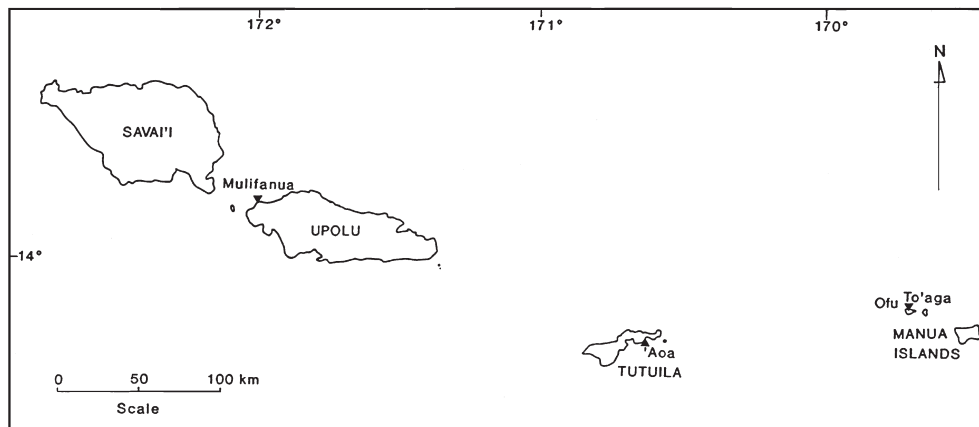 172°
171°
170°
N
SAVAI'I
Mulifanua
UPOLU
14°
Ofu To'aga
MANUA
ISLANDS
'Aoa
TUTUILA
0 50 100 km
Scale